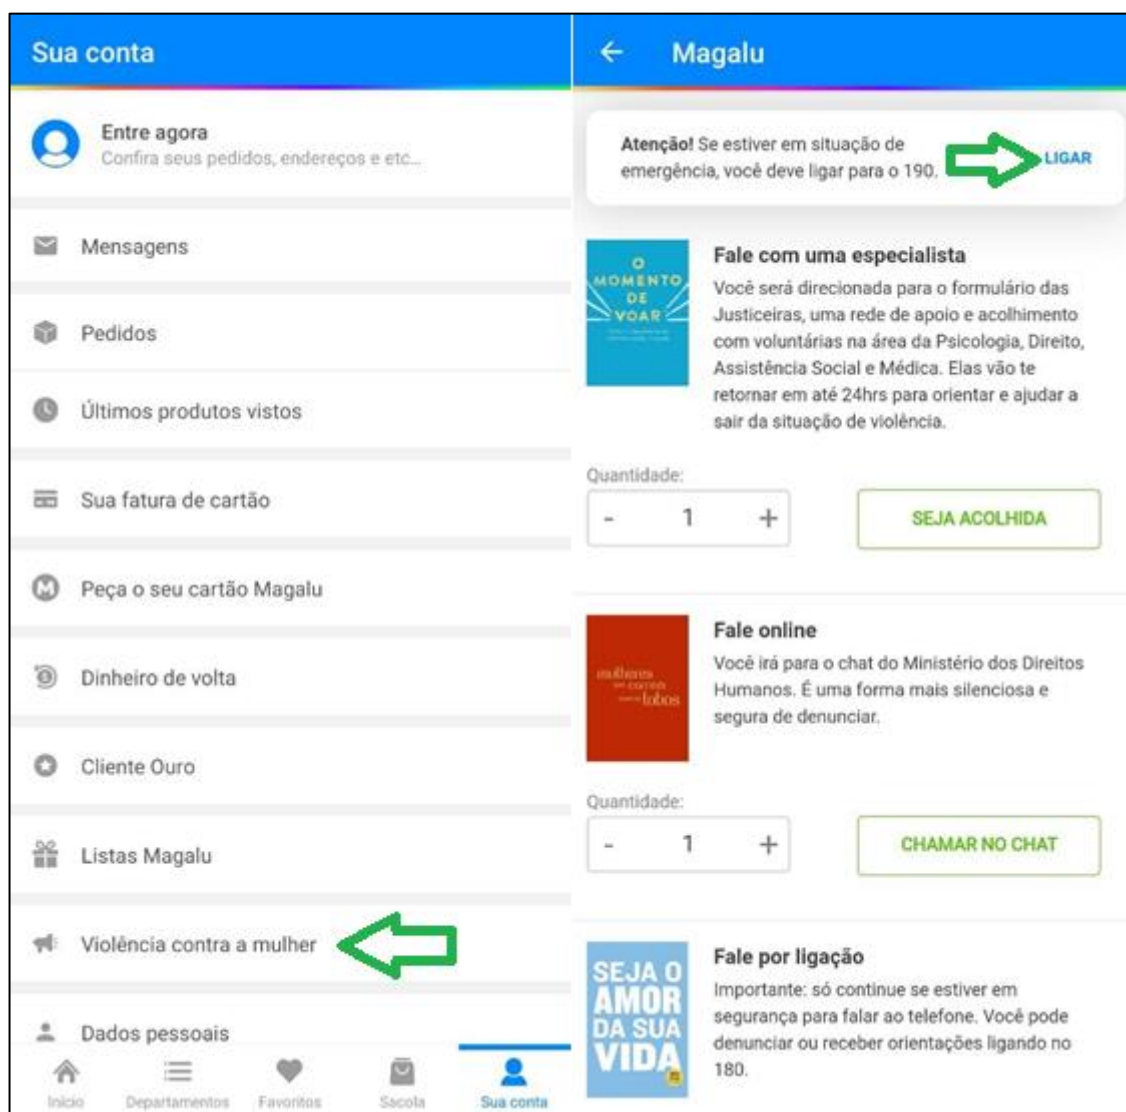 Sua conta
Entre agora
Confira seus pedidos, endereços e etc...
Mensagens
Pedidos
Últimos produtos vistos
Sua fatura de cartão
Peça o seu cartão Magalu
Dinheiro de volta
Cliente Ouro
Listas Magalu
Violência contra a mulher
Dados pessoais
Início Departamentos Favoritos Sacola Sua conta
Magalu
Atenção! Se estiver em situação de
emergência, você deve ligar para o 190.
LIGAR
O
MOMENTO
DE
VOAR
Fale com uma especialista
Você será direcionada para o formulário das
Justiceiras, uma rede de apoio e acolhimento
com voluntárias na área da Psicologia, Direito,
Assistência Social e Médica. Elas vão te
retornar em até 24hrs para orientar e ajudar a
sair da situação de violência.
Quantidade:
- 1 +
SEJA ACOLHIDA
mulheres
que correm
com os lobos
Fale online
Você irá para o chat do Ministério dos Direitos
Humanos. É uma forma mais silenciosa e
segura de denunciar.
Quantidade:
- 1 +
CHAMAR NO CHAT
SEJA O
AMOR
DA SUA
VIDA
Fale por ligação
Importante: só continue se estiver em
segurança para falar ao telefone. Você pode
denunciar ou receber orientações ligando no
180.